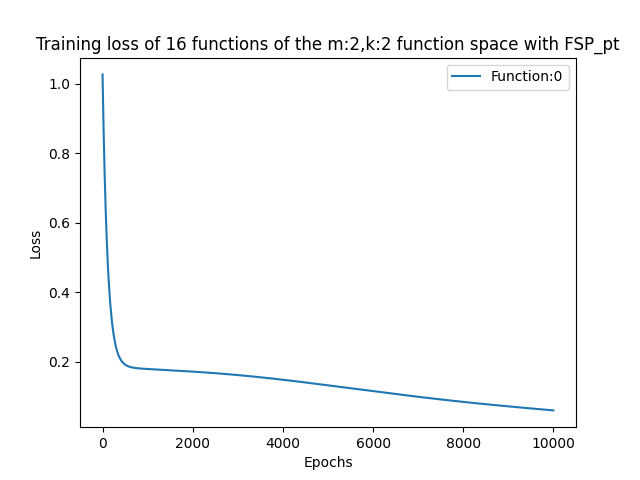 Training loss of 16 functions of the m:2,k:2 function space with FSP_pt
Function:0
1.0
0.8
0.6
0.4
0.2
Loss
0 2000 4000 6000 8000 10000
Epochs